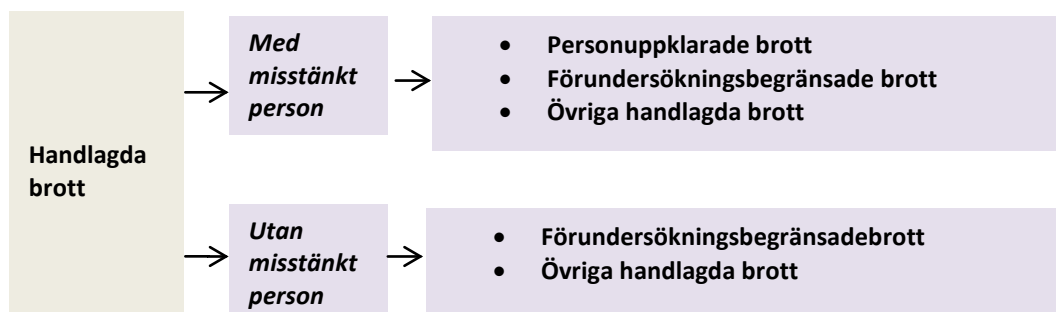 Handlagda
brott
Med
misstänkt
person
• Personuppklarade brott
• Förundersökningsbegränsade brott
• Övriga handlagda brott
Utan
misstänkt
person
• Förundersökningsbegränsadebrott
• Övriga handlagda brott